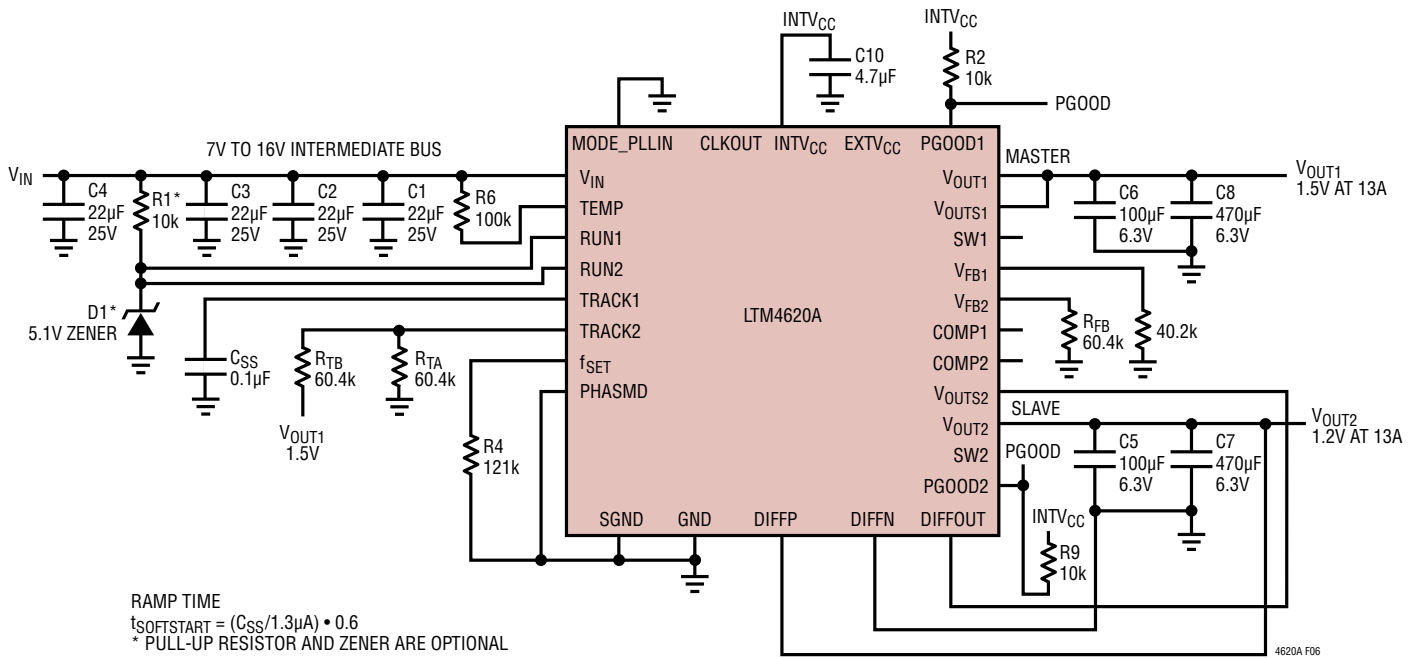 INTVCC
C10
4.7µF
INTVCC
R2
10k
PGOOD
7V TO 16V INTERMEDIATE BUS
VIN
C4
22µF
25V
R1*
10k
C3
22µF
25V
C2
22µF
25V
C1
22µF
25V
R6
100k
D1*
5.1V ZENER
CSS
0.1µF
RTB
60.4k
VOUT1
1.5V
RTA
60.4k
R4
121k
MODE_PLLIN
CLKOUT
INTVCC
EXTVCC
PGOOD1
VIN
TEMP
RUN1
RUN2
TRACK1
TRACK2
fSET
PHASMD
LTM4620A
VOUT1
VOUTS1
SW1
VFB1
VFB2
COMP1
COMP2
VOUTS2
VOUT2
SW2
PGOOD2
SGND
GND
DIFFP
DIFFN
DIFFOUT
MASTER
C6
100µF
6.3V
C8
470µF
6.3V
VOUT1
1.5V AT 13A
RFB
60.4k
40.2k
SLAVE
C5
100µF
6.3V
C7
470µF
6.3V
VOUT2
1.2V AT 13A
PGOOD
INTVCC
R9
10k
RAMP TIME
tSOFTSTART = (CSS/1.3µA) • 0.6
* PULL-UP RESISTOR AND ZENER ARE OPTIONAL
4620A F06